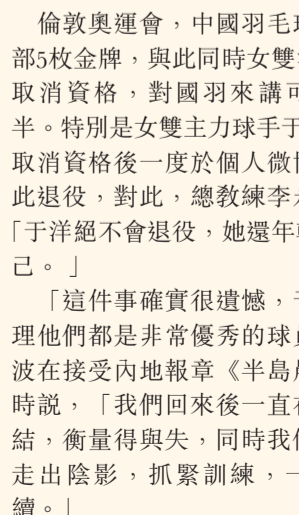 倫敦奧運會，中國羽毛
部5枚金牌，與此同時女雙
取消資格，對國羽來講可
半。特別是女雙主力球手于
取消資格後一度於個人微博
此退役，對此，總教練李永
「于洋絕不會退役，她還年
己。」
「這件事確實很遺憾，
理他們都是非常優秀的球員
波在接受內地報章《半島
時説，「我們回來後一直在
結，衡量得與失，同時我們
走出陰影，抓緊訓練，一
續。」